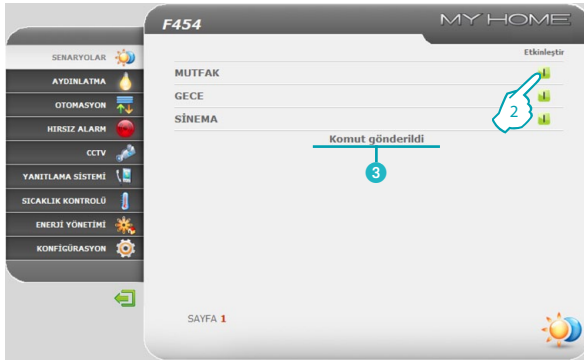 F454
MY HOME
SENARYOLAR
AYDINLATMA
OTOMASYON
HIRSIZ ALARM
CCTV
YANITLAMA SİSTEMİ
SICAKLIK KONTROLÜ
ENERJİ YÖNETİMİ
KONFİGÜRASYON
Etkinleştir
MUTFAK
GECE
SİNEMA
2
Komut gönderildi
3
SAYFA 1